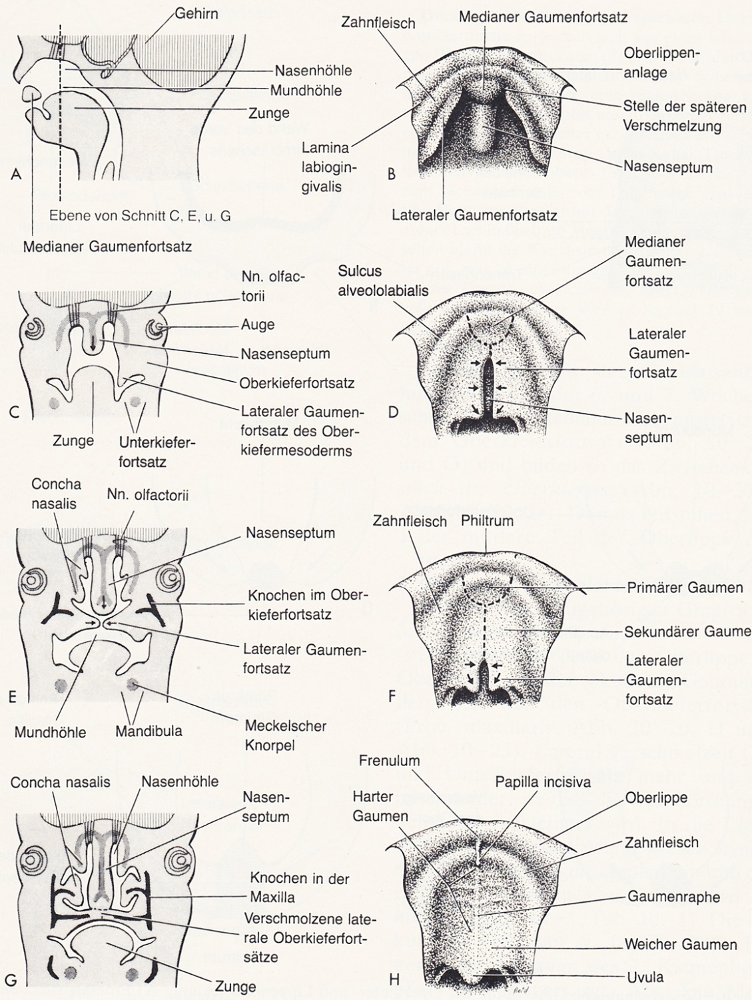 Gehirn
Nasenhöhle
Mundhöhle
Zunge
A
Ebene von Schnitt C, E, u. G
Medianer Gaumenfortsatz
Zahnfleisch
Medianer Gaumenfortsatz
Oberlippen-
anlage
Stelle der späteren
Verschmelzung
Lamina
labiogin-
givalis
B
Nasenseptum
Lateraler Gaumenfortsatz
Nn. olfac-
torii
Auge
Nasenseptum
Oberkieferfortsatz
C
Lateraler Gaumen-
fortsatz des Ober-
kiefermesoderms
Zunge
Unterkiefer-
fortsatz
Sulcus
alveololabialis
Medianer
Gaumen-
fortsatz
Lateraler
Gaumen-
fortsatz
D
Nasen-
septum
Concha
nasalis
Nn. olfactorii
Nasenseptum
Knochen im Ober-
kieferfortsatz
Lateraler Gaumen-
fortsatz
E
Mundhöhle
Mandibula
Meckelscher
Knorpel
Zahnfleisch
Philtrum
Primärer Gaumen
Sekundärer Gaume
Lateraler
Gaumen-
fortsatz
F
Concha nasalis
Nasenhöhle
Nasen-
septum
Knochen in der
Maxilla
Verschmolzene late-
rale Oberkieferfort-
sätze
G
Zunge
Frenulum
Papilla incisiva
Harter
Gaumen
Oberlippe
Zahnfleisch
Gaumenraphe
Weicher Gaumen
H
Uvula
Reid